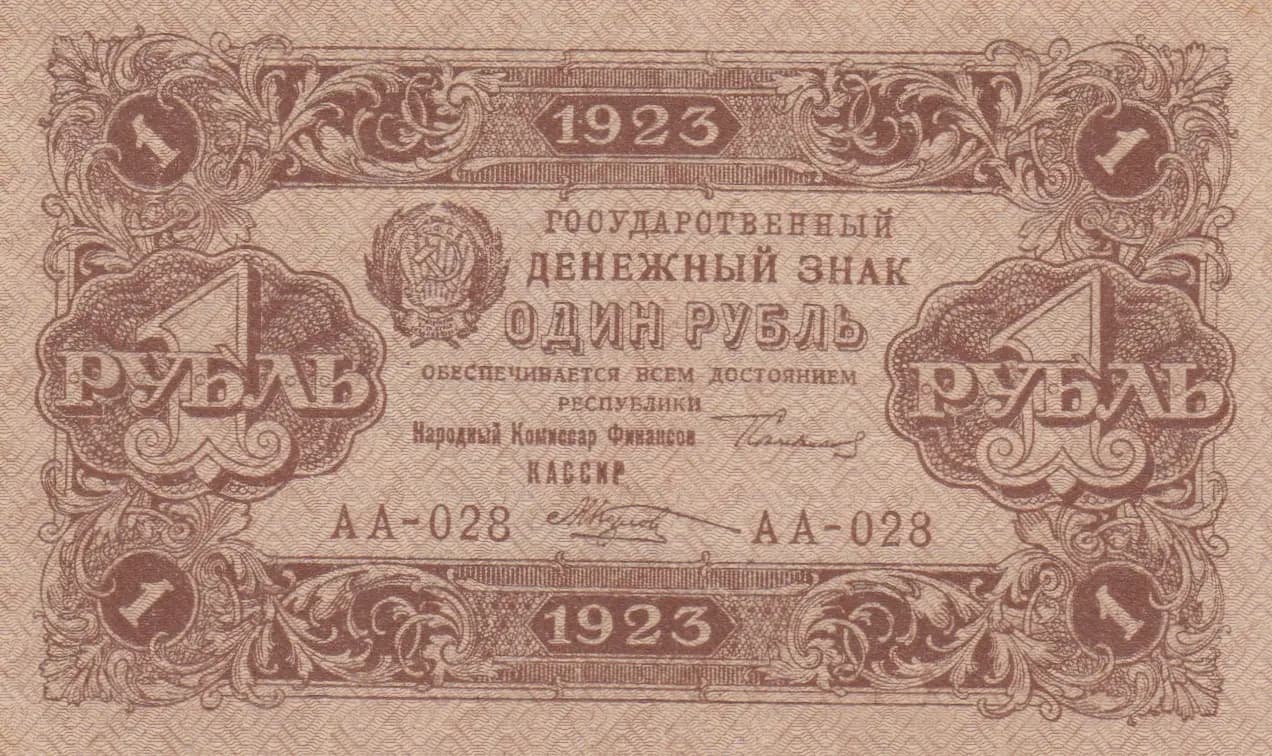 1 1923 1
ГОСУДАРСТВЕННЫЙ
ДЕНЕЖНЫЙ ЗНАК
ОДИН РУБЛЬ
1 РУБЛЬ
1 РУБЛЬ
ОБЕСПЕЧИВАЕТСЯ ВСЕМ ДОСТОЯНИЕМ
РЕСПУБЛИКИ
Народный Комиссар Финансов
КАССИР
АА-028 АА-028
1 1923 1